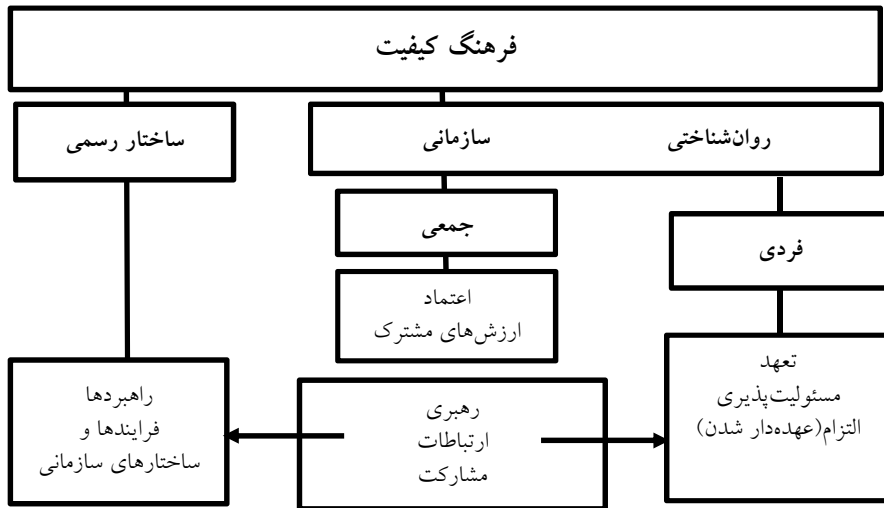 فرهنگ کیفیت
روان‌شناختی
سازمانی
ساختار رسمی
جمعی
فردی
اعتماد
ارزش‌های مشترک
تعهد
مسئولیت‌پذیری
التزام(عهده‌دار شدن)
رهبری
ارتباطات
مشارکت
راهبردها
فرایندها و
ساختارهای سازمانی